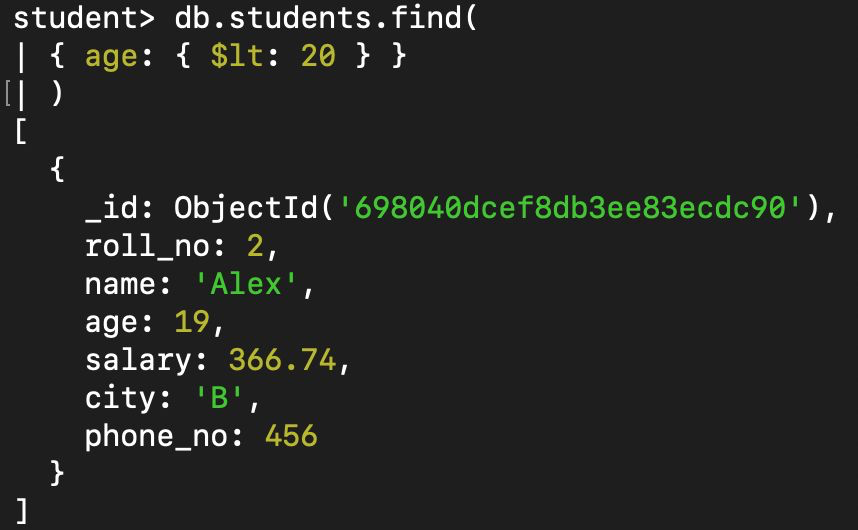 student> db.students.find(
| { age: { $lt: 20 } }
[| )
[
  {
    _id: ObjectId('698040dcef8db3ee83ecdc90'),
    roll_no: 2,
    name: 'Alex',
    age: 19,
    salary: 366.74,
    city: 'B',
    phone_no: 456
  }
]